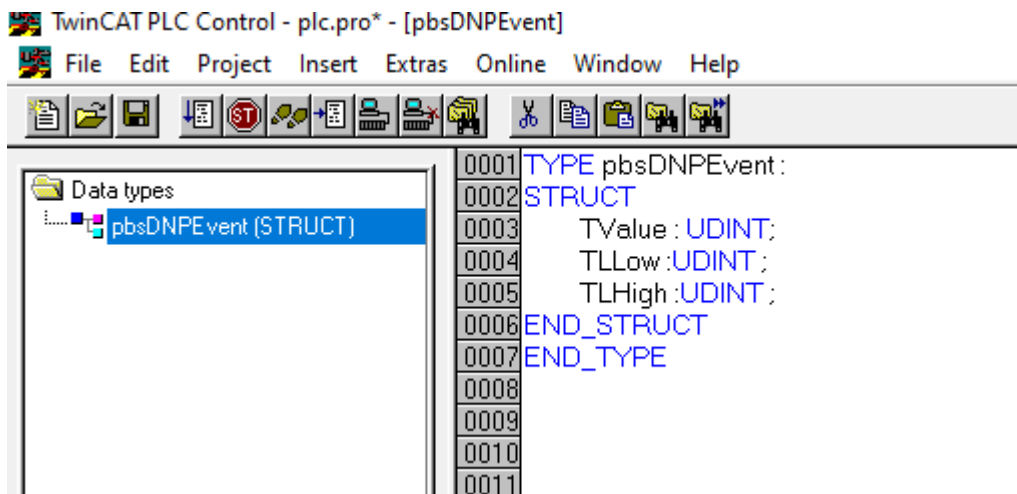 TwinCAT PLC Control - plc.pro* - [pbsDNPEvent]
File Edit Project Insert Extras Online Window Help
ST
Data types
pbsDNPEvent (STRUCT)
0001 TYPE pbsDNPEvent :
0002 STRUCT
0003 TValue : UDINT;
0004 TLLow :UDINT ;
0005 TLHigh :UDINT ;
0006 END_STRUCT
0007 END_TYPE
0008
0009
0010
0011